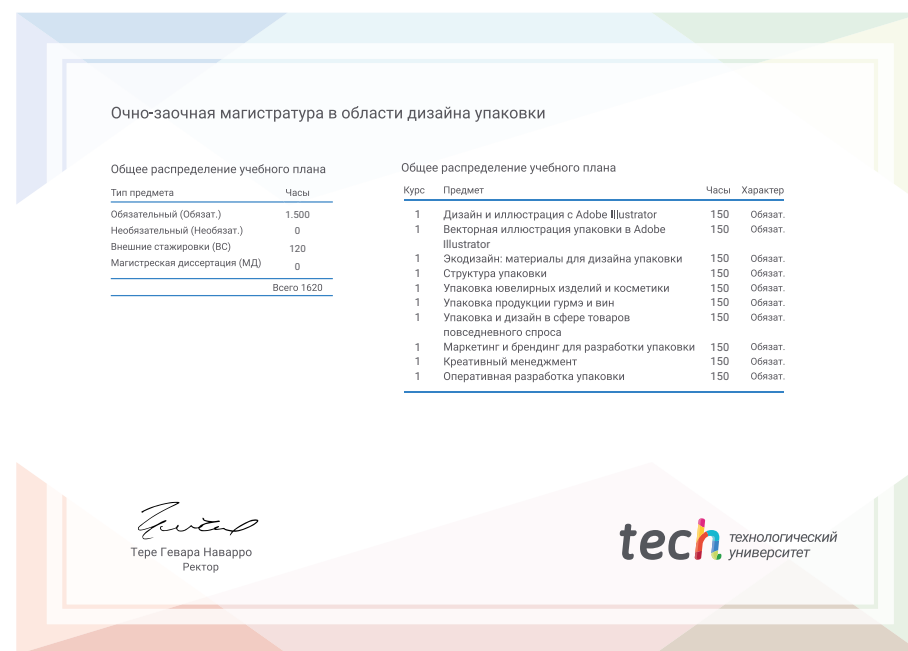 Очно-заочная магистратура в области дизайна упаковки
Общее распределение учебного плана
Тип предмета Часы
Обязательный (Обязат.) 1.500
Необязательный (Необязат.) 0
Внешние стажировки (ВС) 120
Магистреская диссертация (МД) 0
Всего 1620
Общее распределение учебного плана
Курс Предмет Часы Характер
1 Дизайн и иллюстрация с Adobe Illustrator 150 Обязат.
1 Векторная иллюстрация упаковки в Adobe 150 Обязат.
Illustrator
1 Экодизайн: материалы для дизайна упаковки 150 Обязат.
1 Структура упаковки 150 Обязат.
1 Упаковка ювелирных изделий и косметики 150 Обязат.
1 Упаковка продукции гурмэ и вин 150 Обязат.
1 Упаковка и дизайн в сфере товаров 150 Обязат.
повседневного спроса
1 Маркетинг и брендинг для разработки упаковки 150 Обязат.
1 Креативный менеджмент 150 Обязат.
1 Оперативная разработка упаковки 150 Обязат.
Тере Гевара Наварро
Ректор
tech технологический
университет